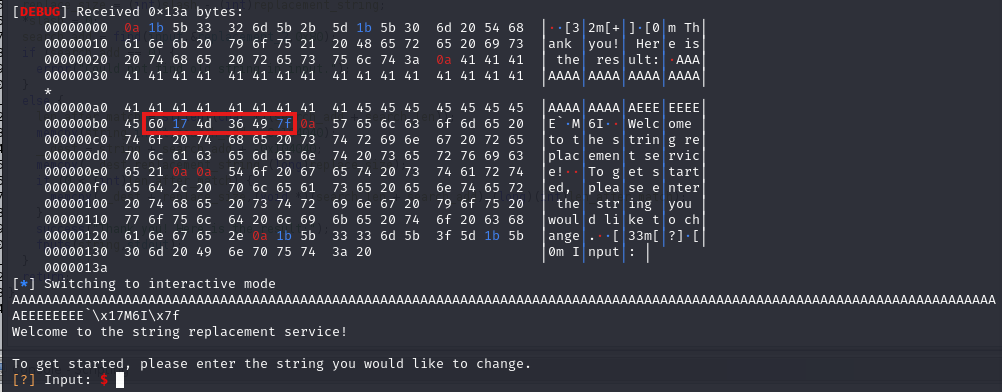 [DEBUG] Received 0×13a bytes:
00000000 0a 1b 5b 33 32 6d 5b 2b 5d 1b 5b 30 6d 20 54 68 │··[3│2m[+│]·[0│m Th│
00000010 61 6e 6b 20 79 6f 75 21 20 48 65 72 65 20 69 73 │ank │you!│ Her│e is│
00000020 20 74 68 65 20 72 65 73 75 6c 74 3a 0a 41 41 41 │ the│ res│ult:│·AAA│
00000030 41 41 41 41 41 41 41 41 41 41 41 41 41 41 41 41 │AAAA│AAAA│AAAA│AAAA│
*
000000a0 41 41 41 41 41 41 41 41 41 45 45 45 45 45 45 45 │AAAA│AAAA│AEEE│EEEE│
000000b0 45 60 17 4d 36 49 7f 0a 57 65 6c 63 6f 6d 65 20 │E`·M│6I··│Welc│ome │
000000c0 74 6f 20 74 68 65 20 73 74 72 69 6e 67 20 72 65 │to t│he s│trin│g re│
000000d0 70 6c 61 63 65 6d 65 6e 74 20 73 65 72 76 69 63 │plac│emen│t se│rvic│
000000e0 65 21 0a 0a 54 6f 20 67 65 74 20 73 74 61 72 74 │e!··│To g│et s│tart│
000000f0 65 64 2c 20 70 6c 65 61 73 65 20 65 6e 74 65 72 │ed, │plea│se e│nter│
00000100 20 74 68 65 20 73 74 72 69 6e 67 20 79 6f 75 20 │ the│ str│ing │you │
00000110 77 6f 75 6c 64 20 6c 69 6b 65 20 74 6f 20 63 68 │woul│d li│ke t│o ch│
00000120 61 6e 67 65 2e 0a 1b 5b 33 33 6d 5b 3f 5d 1b 5b │ange│.··[│33m[│?]·[│
00000130 30 6d 20 49 6e 70 75 74 3a 20 │0m I│nput│: │
0000013a
[*] Switching to interactive mode
AAAAAAAAAAAAAAAAAAAAAAAAAAAAAAAAAAAAAAAAAAAAAAAAAAAAAAAAAAAAAAAAAAAAAAAAAAAAAAAAAAAAAAAAAAAAAAAAAAAAAAAAAAAAAAAAAAAAAAAAAAA
AEEEEEEEE`\x17M6I\x7f
Welcome to the string replacement service!
To get started, please enter the string you would like to change.
[?] Input: $